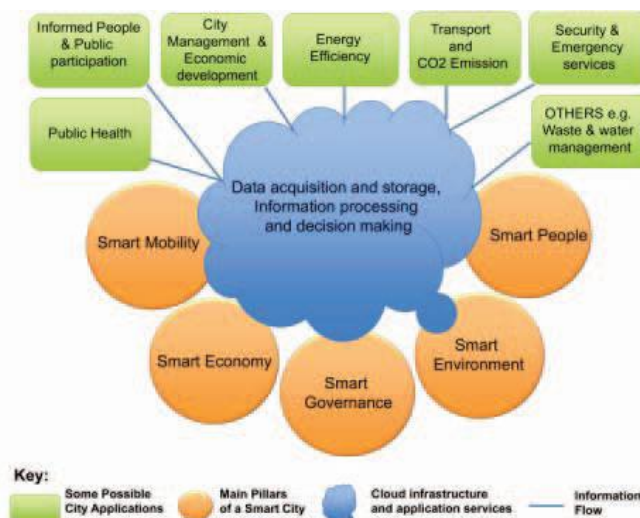 Informed People
& Public
participation
City
Management &
Economic
development
Energy
Efficiency
Transport
and
CO2 Emission
Security &
Emergency
services
Public Health
OTHERS e.g.
Waste & water
management
Data acquisition and storage,
Information processing
and decision making
Smart Mobility
Smart People
Smart Economy
Smart
Governance
Smart
Environment
Key:
Some Possible
City Applications
Main Pillars
of a Smart City
Cloud infrastructure
and application services
Information
Flow